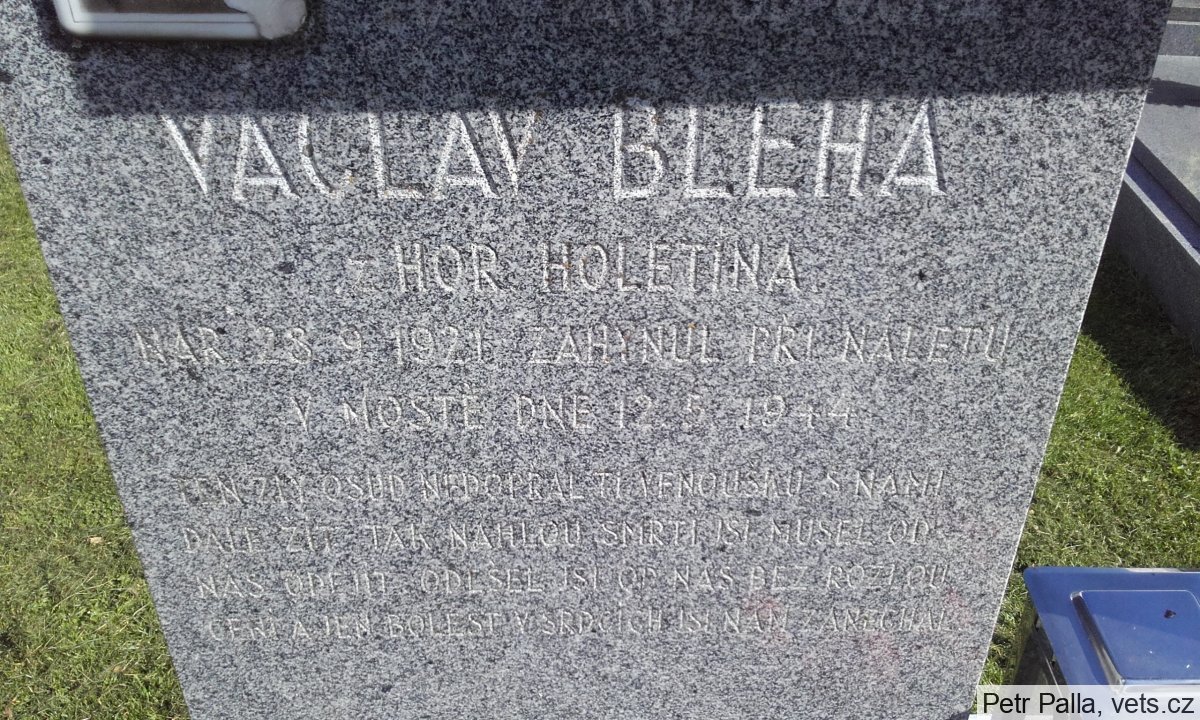 VÁCLAV BLEHA
z HOR. HOLETÍNA
NAR. 28. 9. 1921. ZAHYNUL PŘI NÁLETU
V MOSTĚ DNE 12. 5. 1944.
TEN ZLÝ OSUD NEDOPŘÁL TI VENOUŠKU S NÁMI
DÁLE ŽÍT. TAK NÁHLOU SMRTÍ JSI MUSEL OD
NÁS ODEJÍT. ODEŠEL JSI OD NÁS BEZ ROZLOU
ČENÍ A JEN BOLEST V SRDCÍCH JSI NÁM ZANECHAL
Petr Palla, vets.cz